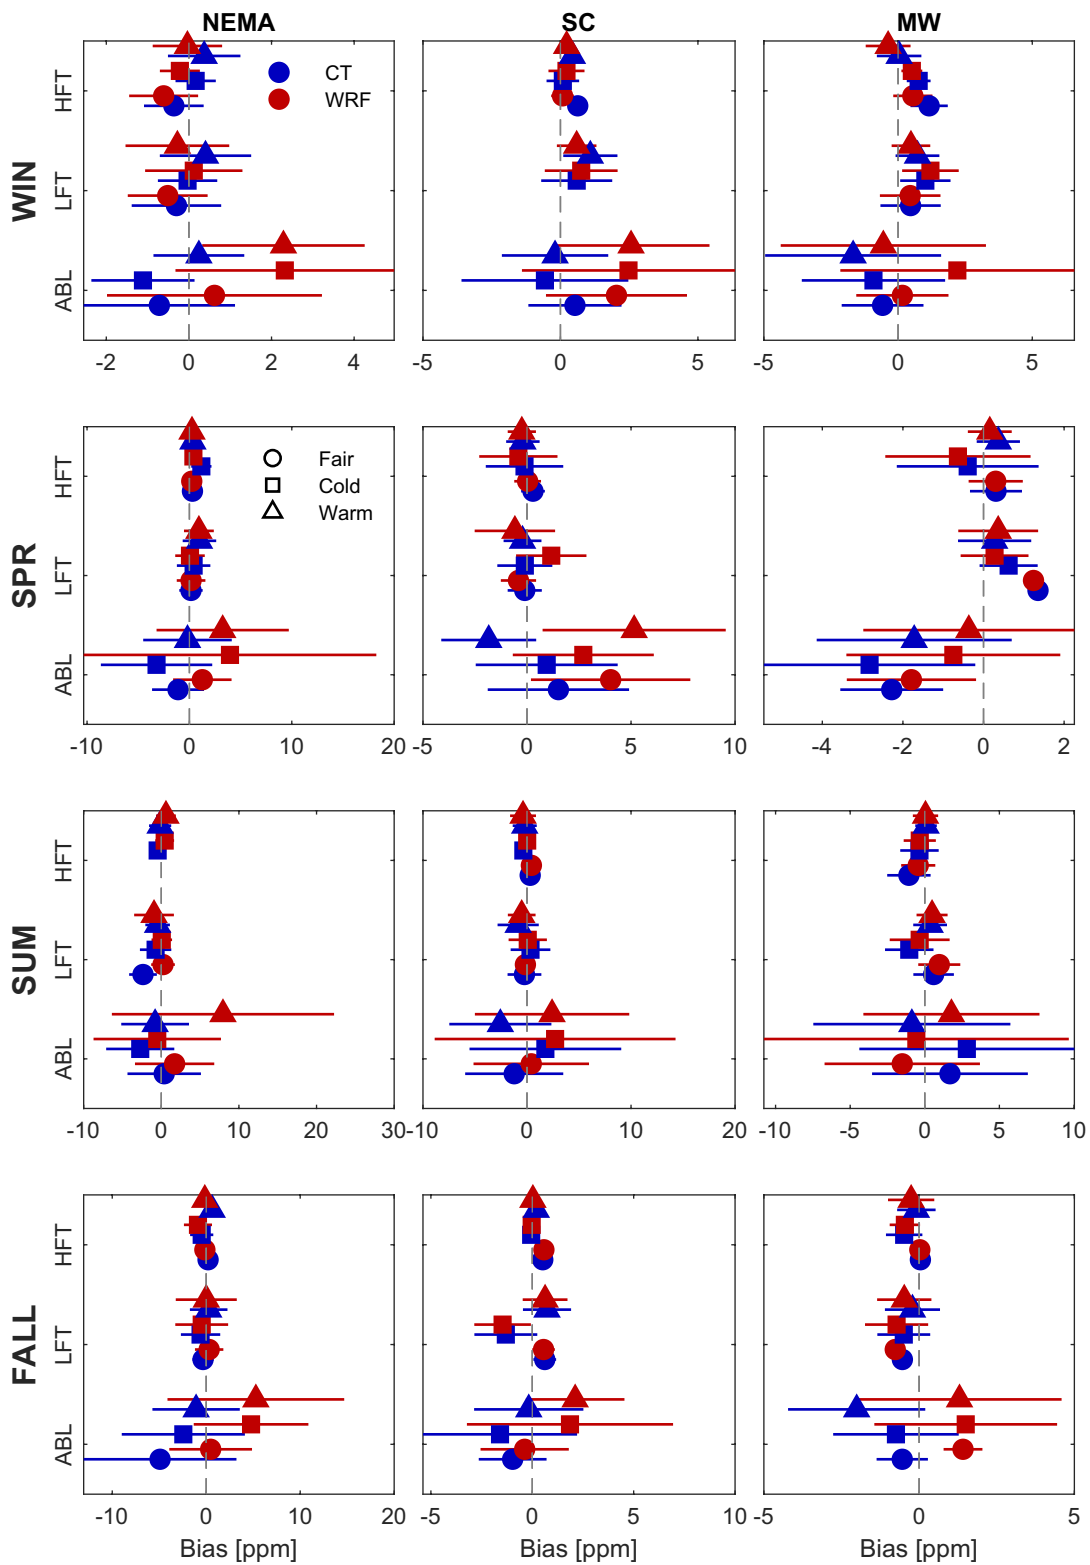 NEMA SC MW
WIN
HFT
LFT
ABL
CT
WRF
-2 0 2 4
-5 0 5
-5 0 5
SPR
HFT
LFT
ABL
Fair
Cold
Warm
-10 0 10 20
-5 0 5 10
-4 -2 0 2
SUM
HFT
LFT
ABL
-10 0 10 20 30
-10 0 10 20
-10 -5 0 5 10
FALL
HFT
LFT
ABL
-10 0 10 20
-5 0 5 10
-5 0 5
Bias [ppm] Bias [ppm] Bias [ppm]